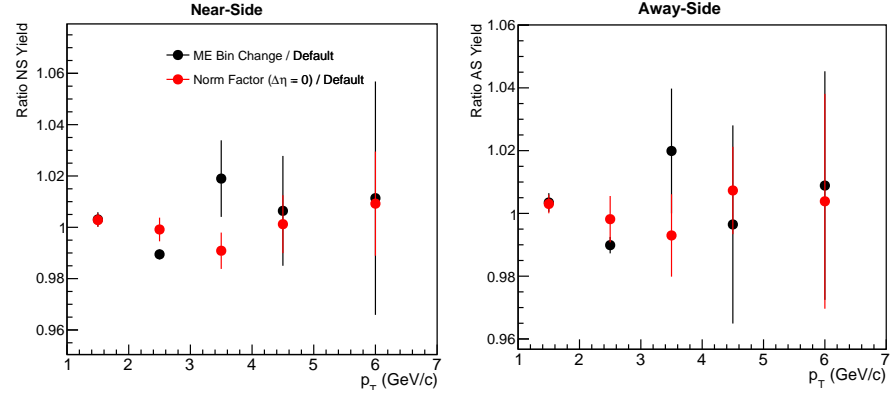 Near-Side
Ratio NS Yield
ME Bin Change / Default
Norm Factor (Δη = 0) / Default
1.06
1.04
1.02
1
0.98
0.96
1 2 3 4 5 6 7
p_T (GeV/c)
Away-Side
Ratio AS Yield
1.06
1.04
1.02
1
0.98
0.96
1 2 3 4 5 6 7
p_T (GeV/c)